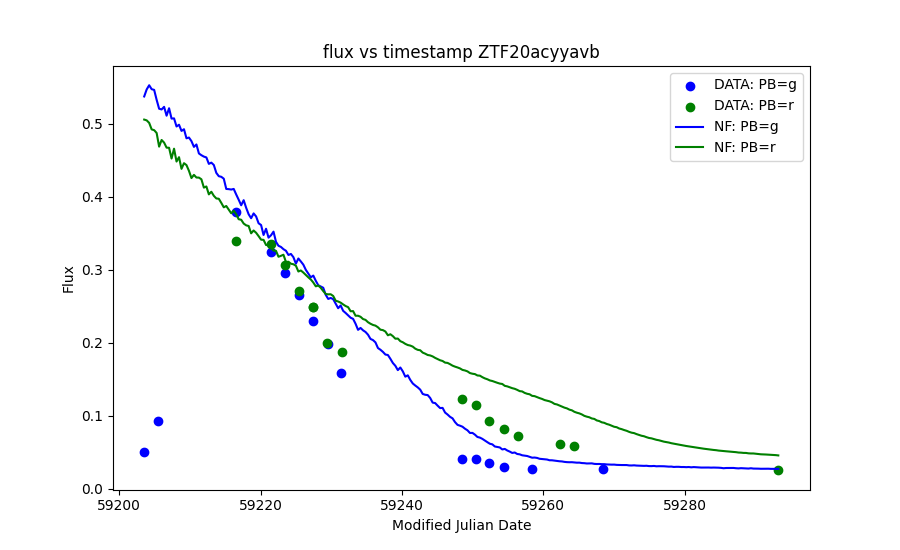 flux vs timestamp ZTF20acyyavb
DATA: PB=g
DATA: PB=r
NF: PB=g
NF: PB=r
Flux
0.5
0.4
0.3
0.2
0.1
0.0
59200 59220 59240 59260 59280
Modified Julian Date